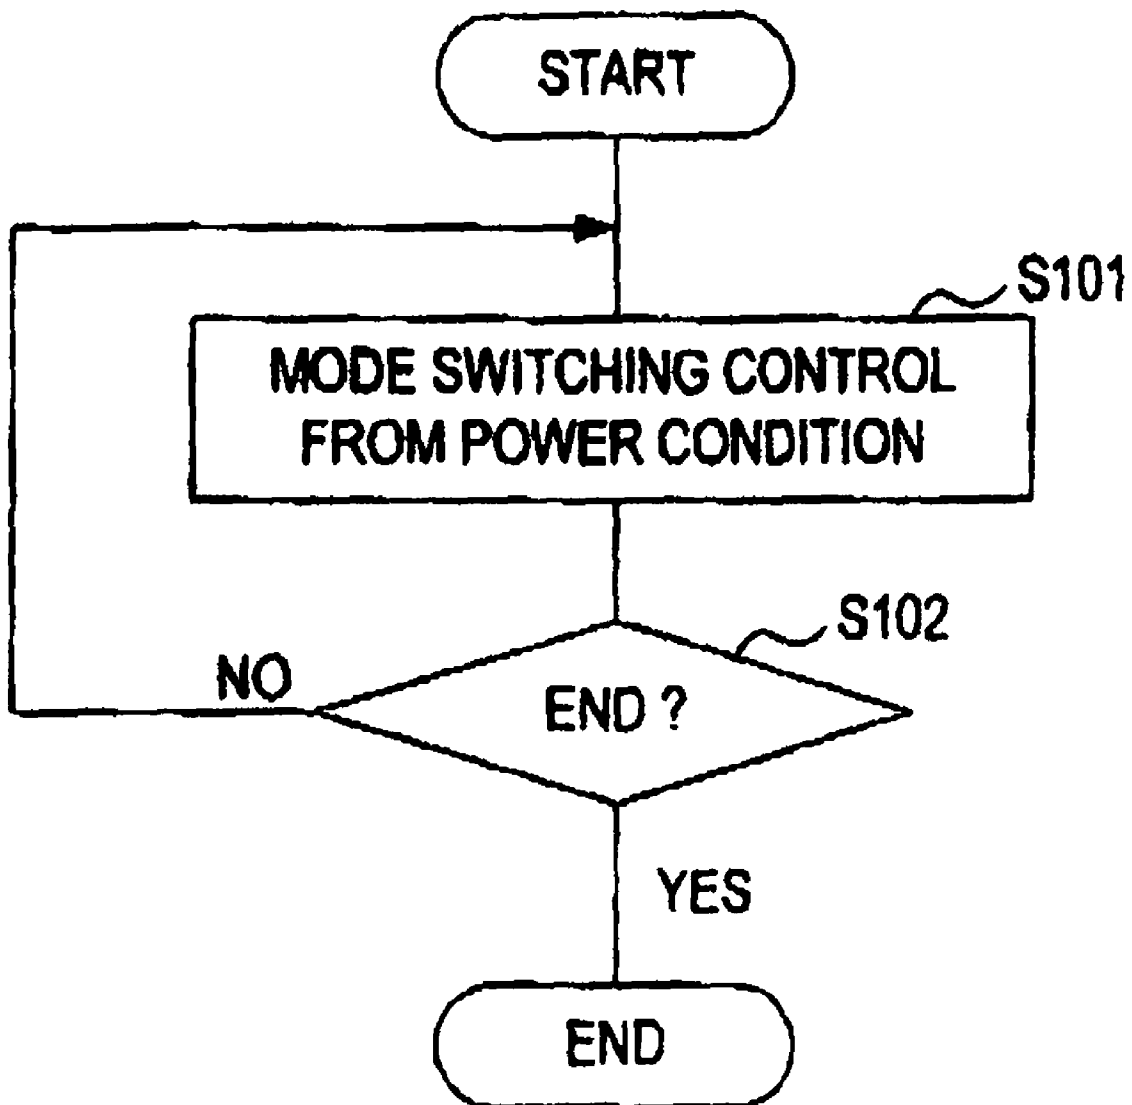 START
S101
MODE SWITCHING CONTROL
FROM POWER CONDITION
S102
NO
END ?
YES
END